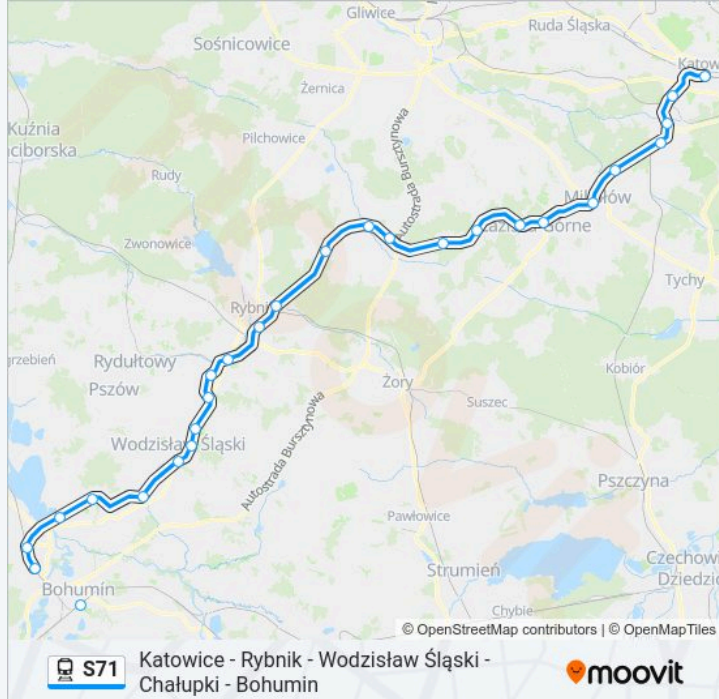 Gliwice
Ruda Śląska
Sośnicowice
Katow
Żernica
Kuźnia
ciborska
Pilchowice
Autostrada Bursztynowa
Rudy
Mikołów
Łaziska Górne
Zwonowice
Tychy
Rybnik
grzebień
Rydułtowy
Kobiór
Pszów
Żory
Suszec
Autostrada Bursztynowa
Wodzisław Śląski
Pszczyna
Pawłowice
Strumień
Czechow
Dziedzic
Bohumín
Chybie
© OpenStreetMap contributors | © OpenMapTiles
S71
Katowice - Rybnik - Wodzisław Śląski -
Chałupki - Bohumin
moovit